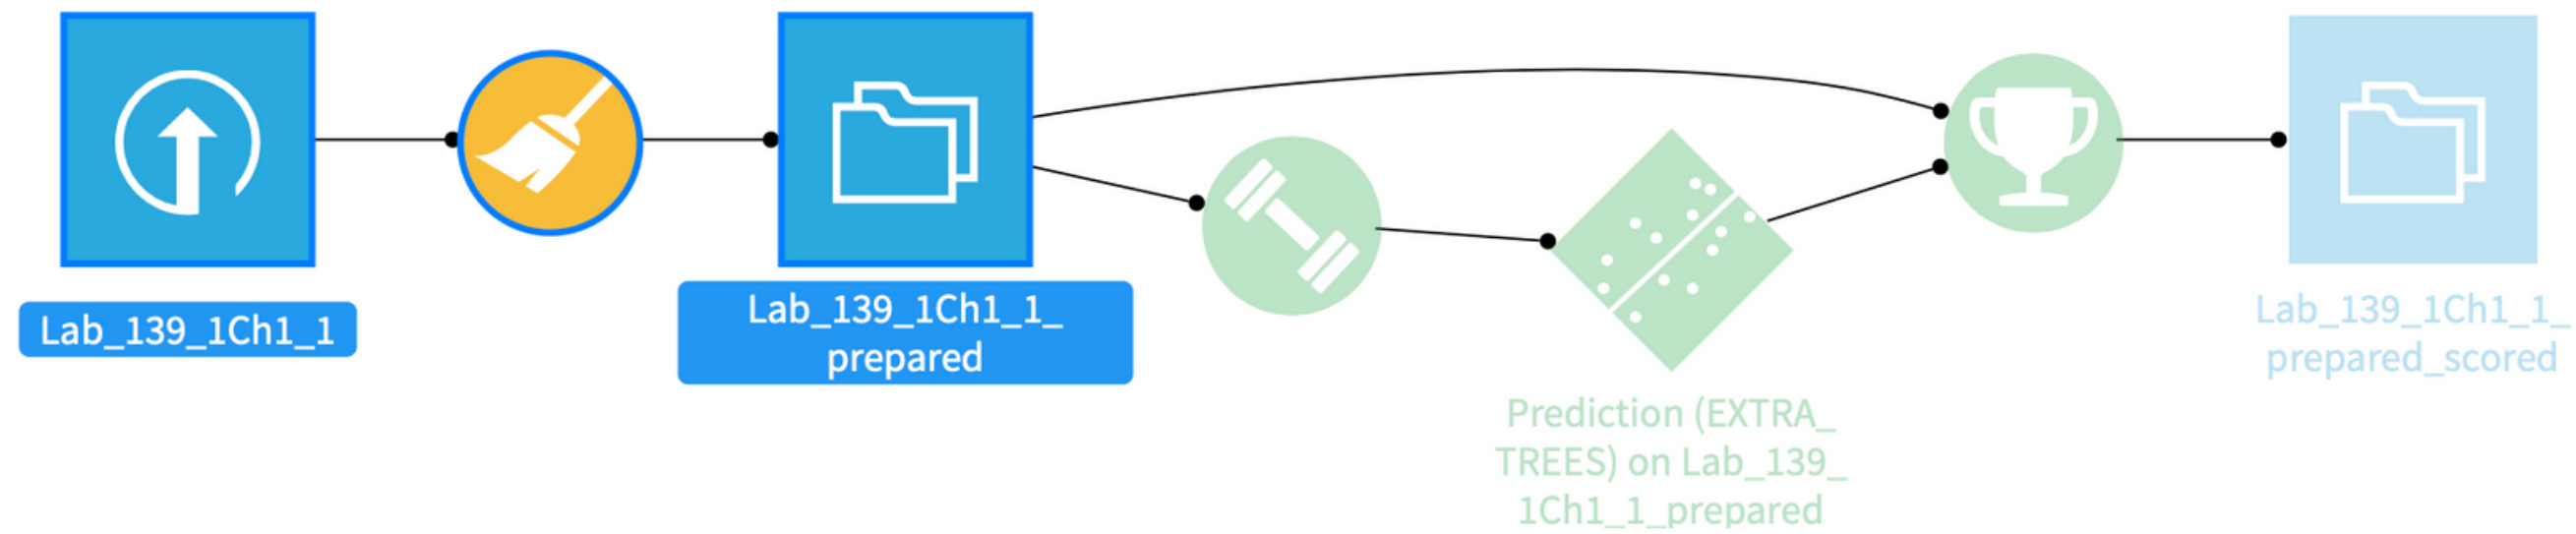 Lab_139_1Ch1_1
Lab_139_1Ch1_1_
prepared
Prediction (EXTRA_
TREES) on Lab_139_
1Ch1_1_prepared
Lab_139_1Ch1_1_
prepared_scored